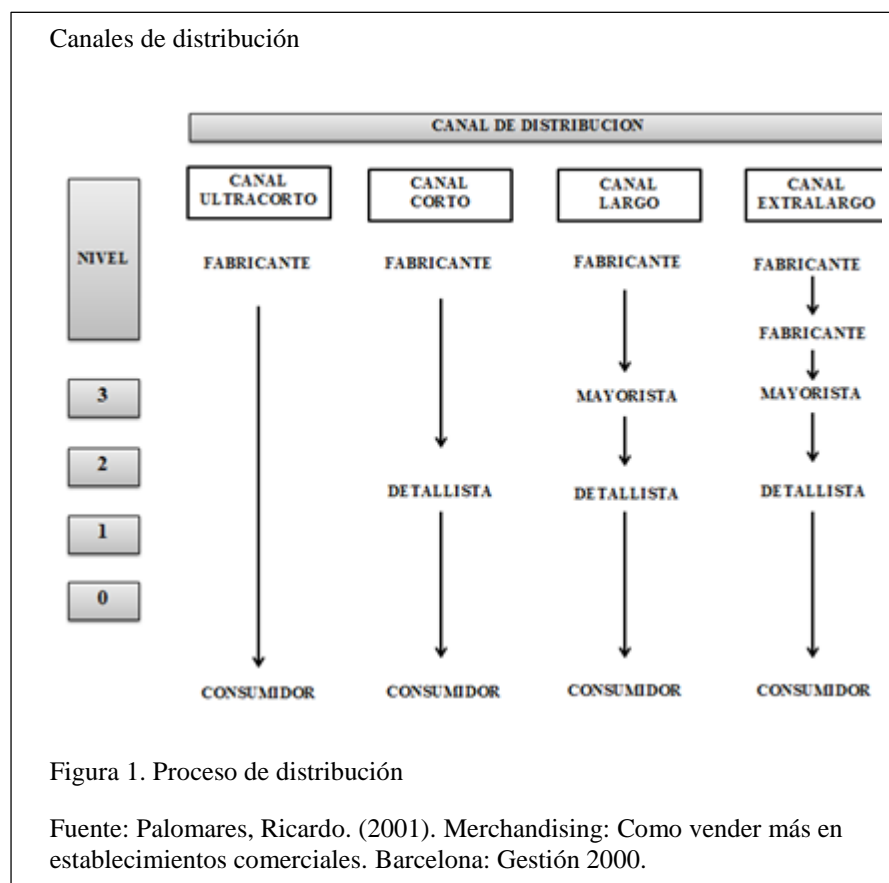 Canales de distribución
CANAL DE DISTRIBUCION
NIVEL
3
2
1
0
CANAL
ULTRACORTO
FABRICANTE
CONSUMIDOR
CANAL
CORTO
FABRICANTE
DETALLISTA
CONSUMIDOR
CANAL
LARGO
FABRICANTE
MAYORISTA
DETALLISTA
CONSUMIDOR
CANAL
EXTRALARGO
FABRICANTE
FABRICANTE
MAYORISTA
DETALLISTA
CONSUMIDOR
Figura 1. Proceso de distribución
Fuente: Palomares, Ricardo. (2001). Merchandising: Como vender más en
establecimientos comerciales. Barcelona: Gestión 2000.